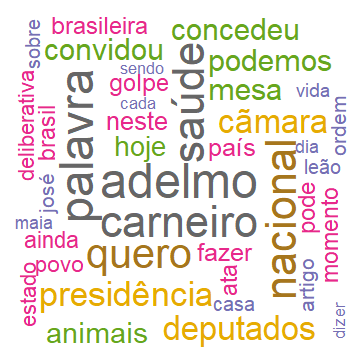 sobre
brasileira
concedeu
convidou
podemos
sendo
golpe
saúde
mesa
vida
deliberativa
cada
palavra
neste
cãmara
ordem
brasil
hoje
país
dia
adelmo
nacional
leão
josé
carneiro
pode
momento
maia
ainda
quero
fazer
povo
ata
artigo
estado
presidência
casa
animais
deputados
dizer